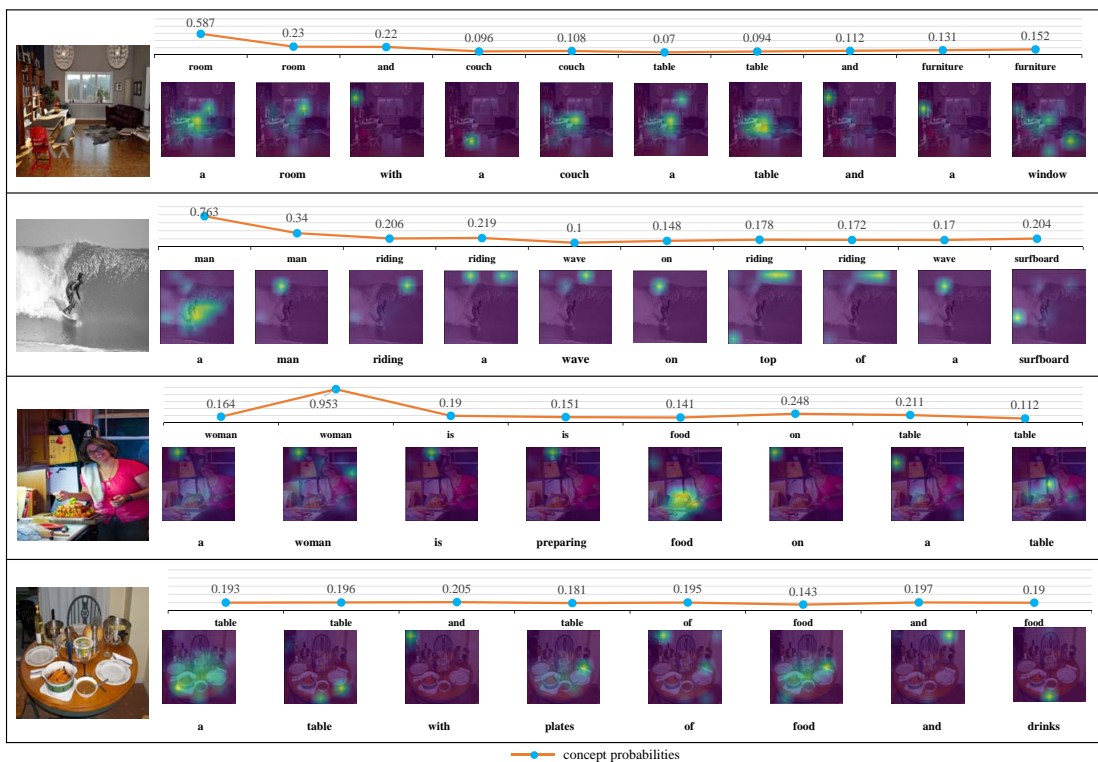 0.587 0.23 0.22 0.096 0.108 0.07 0.094 0.112 0.131 0.152
room room and couch couch table table and furniture furniture
a room with a couch a table and a window
0.763 0.34 0.206 0.219 0.1 0.148 0.178 0.172 0.17 0.204
man man riding riding wave on riding riding wave surfboard
a man riding a wave on top of a surfboard
0.164 0.953 0.19 0.151 0.141 0.248 0.211 0.112
woman woman is is food on table table
a woman is preparing food on a table
0.193 0.196 0.205 0.181 0.195 0.143 0.197 0.19
table table and table of food and food
a table with plates of food and drinks
concept probabilities